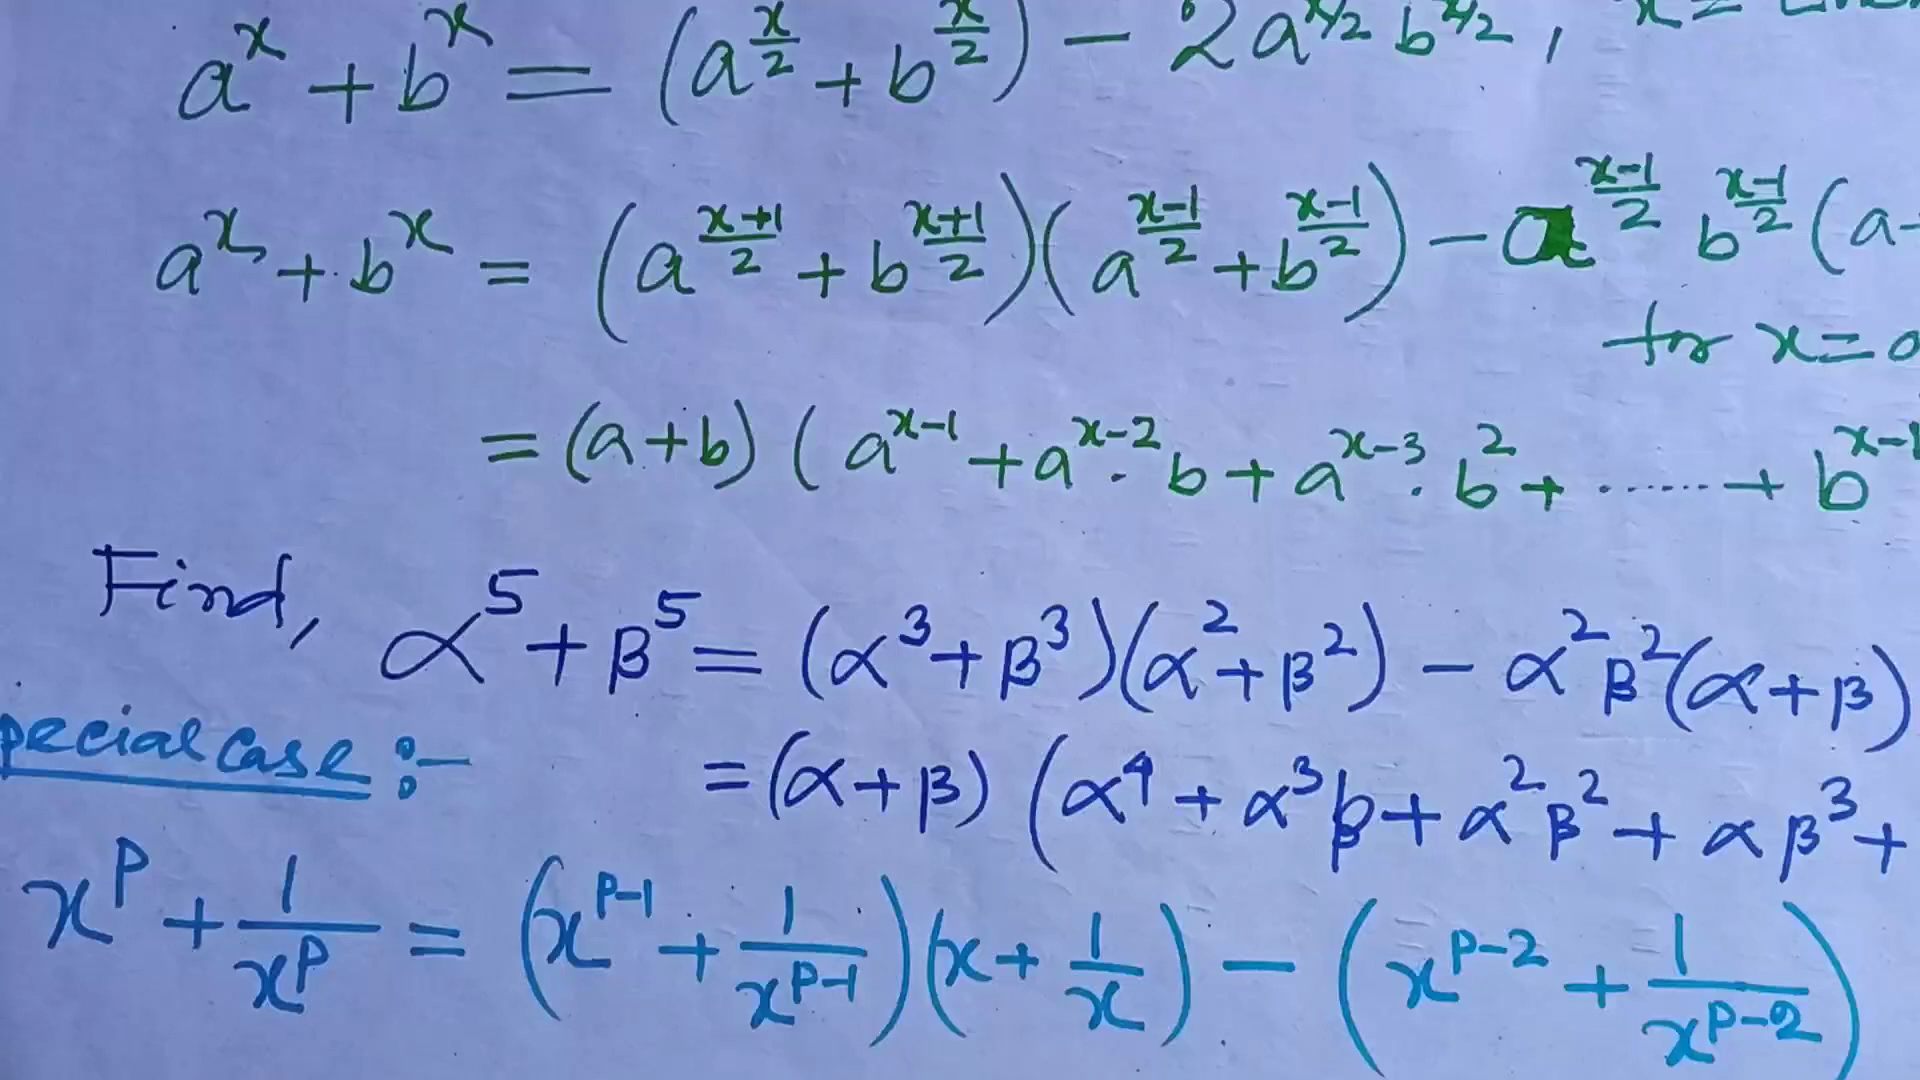 a^x + b^x = (a^(x/2) + b^(x/2)) - 2a^(x/2) b^(x/2), x =
a^x + b^x = (a^((x+1)/2) + b^((x+1)/2))(a^((x-1)/2) + b^((x-1)/2)) - a^((x-1)/2) b^((x-1)/2) (a-
for x =
= (a+b) (a^(x-1) + a^(x-2).b + a^(x-3).b^2 + ....... + b^(x-1
Find, α^5 + β^5 = (α^3 + β^3)(α^2 + β^2) - α^2 β^2 (α+β)
= (α+β) (α^4 + α^3 β + α^2 β^2 + α β^3 +
pecial case :-
x^p + 1/x^p = (x^(p-1) + 1/x^(p-1)) (x + 1/x) - (x^(p-2) + 1/x^(p-2))